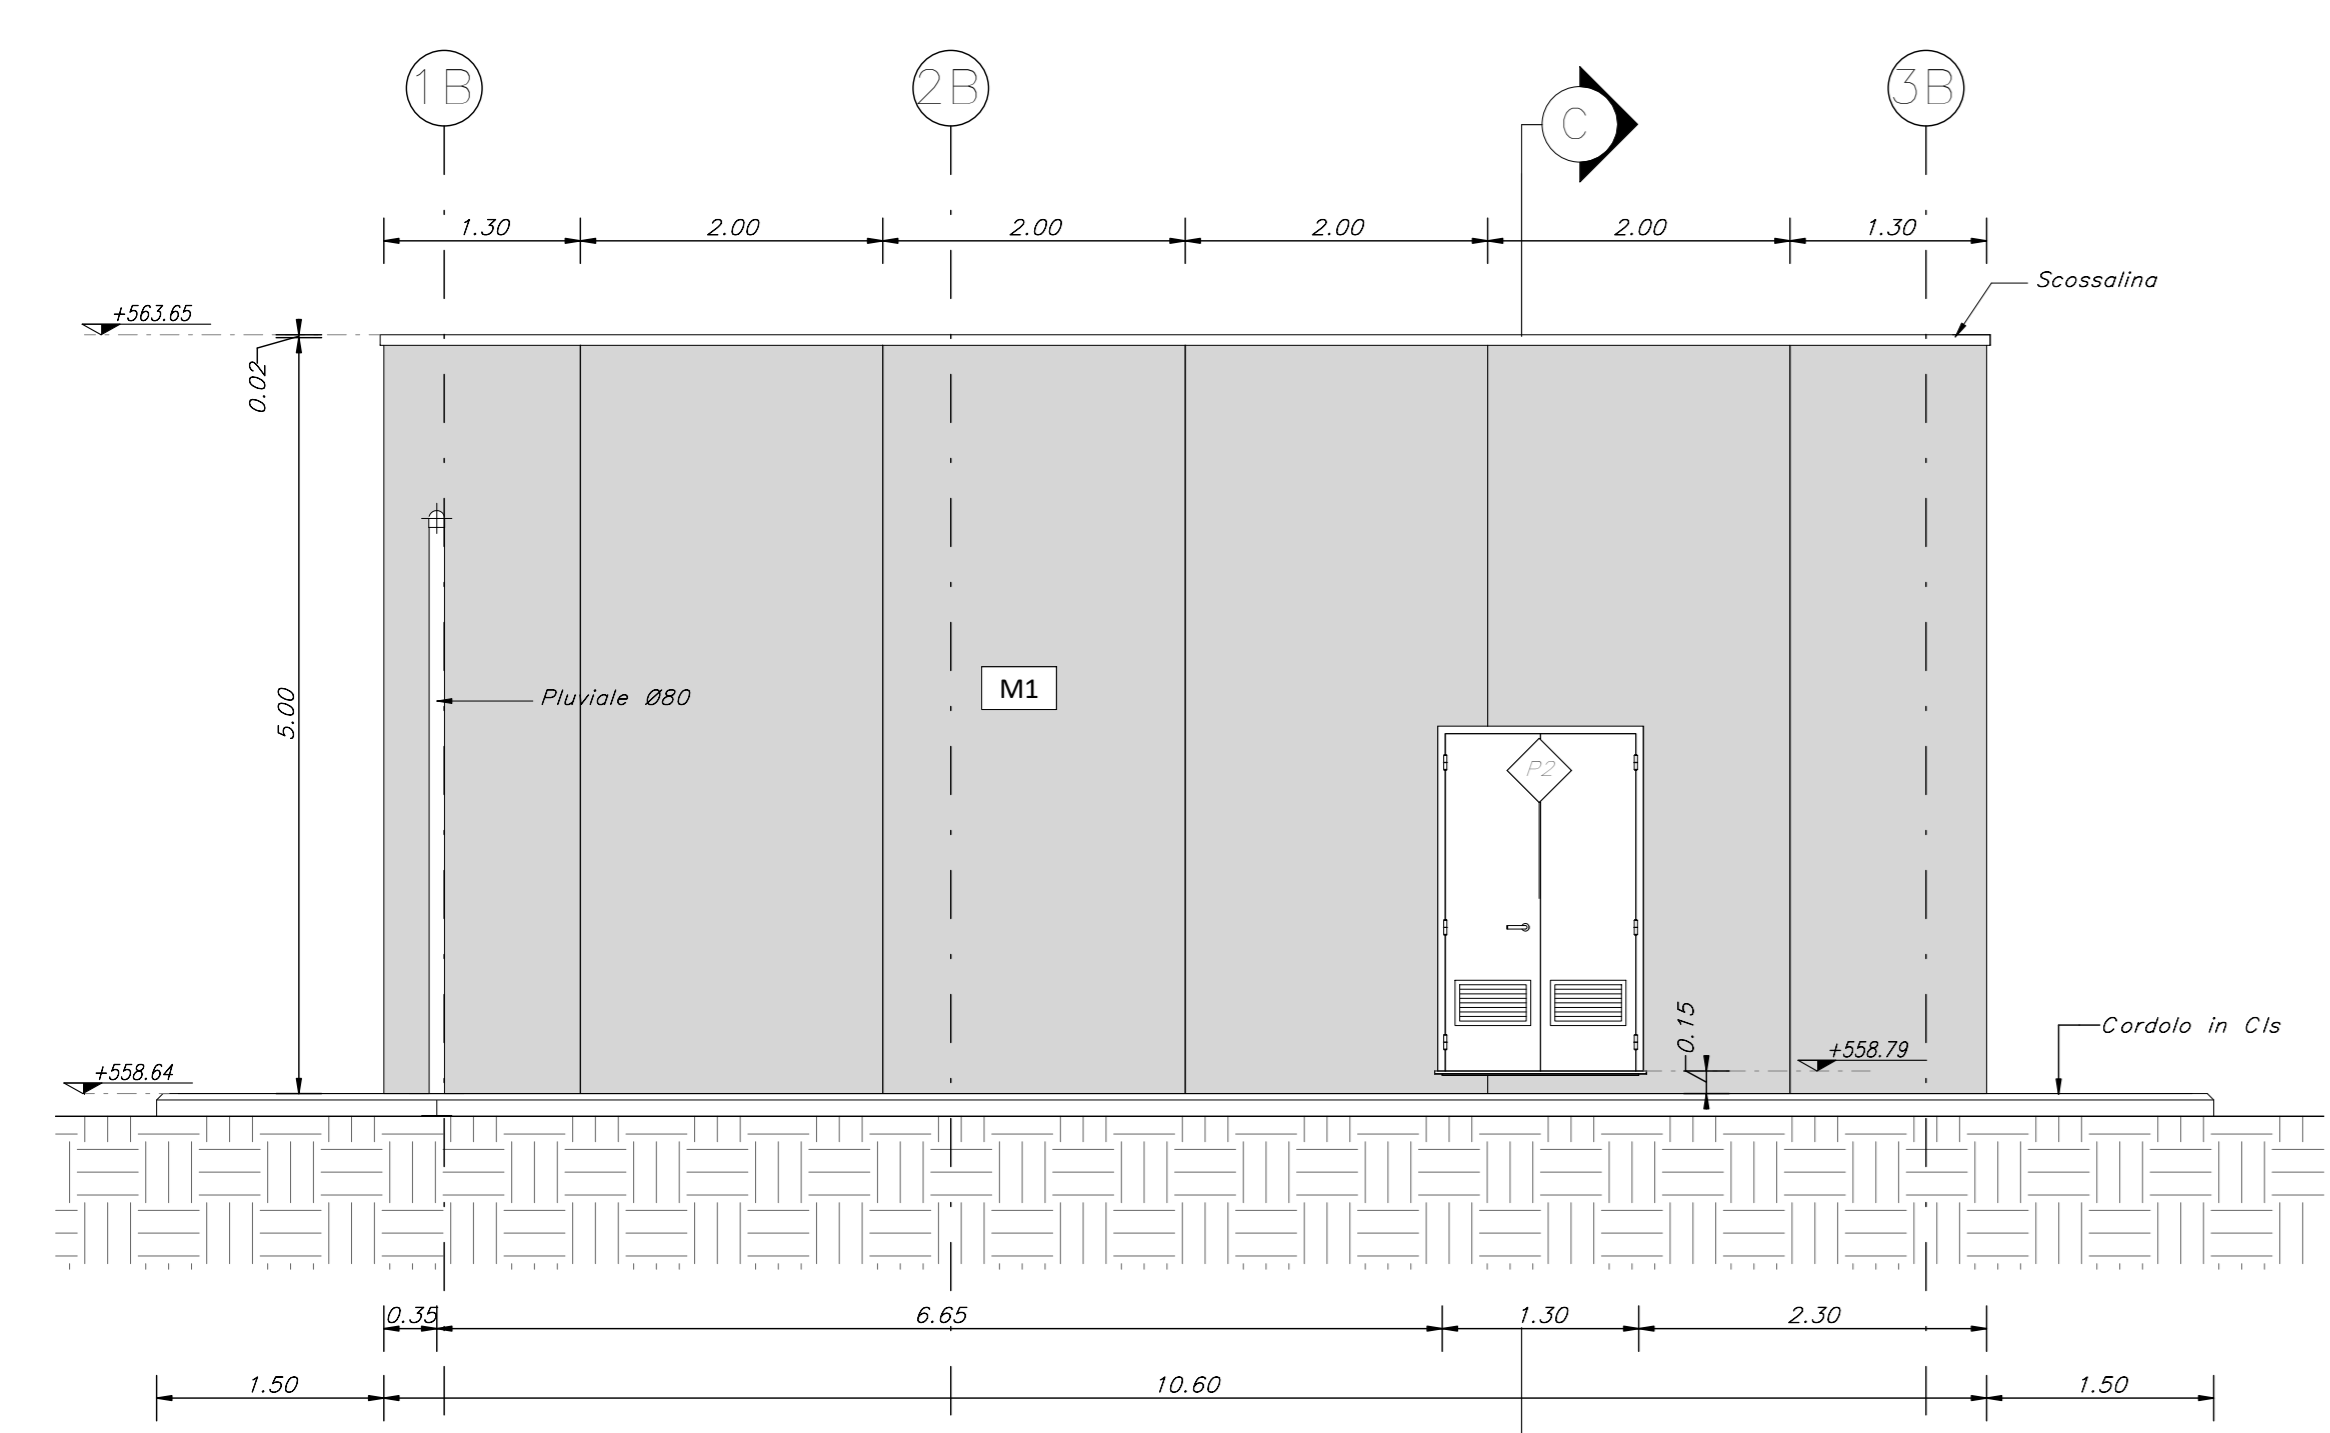 1B
2B
C
3B
1.30
2.00
2.00
2.00
2.00
1.30
Scossalina
+563.65
0.02
5.00
Pluviale Ø80
M1
P2
0.15
Cordolo in Cls
+558.79
+558.64
0.35
6.65
1.30
2.30
1.50
10.60
1.50